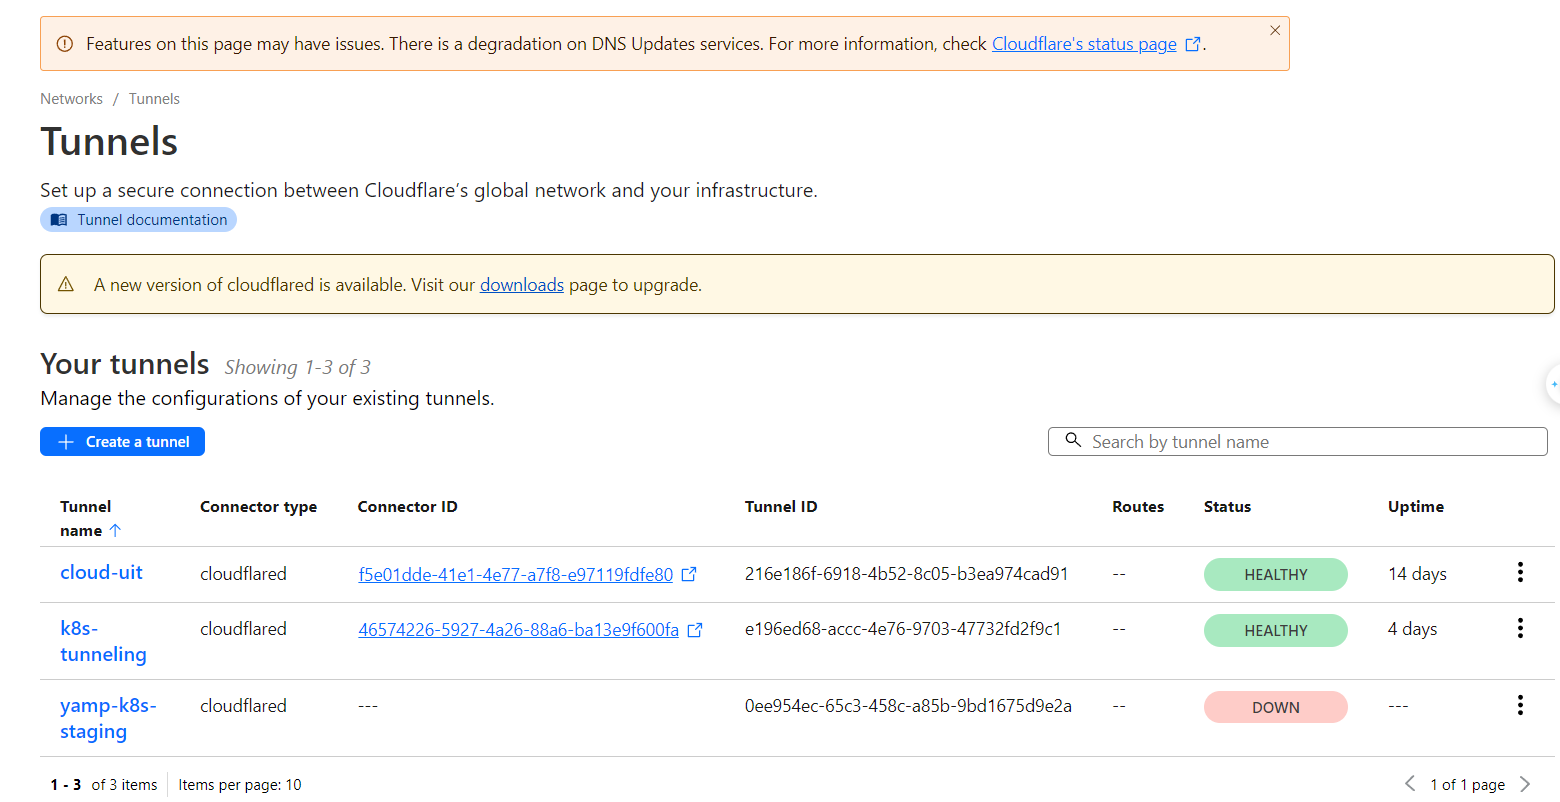 Features on this page may have issues. There is a degradation on DNS Updates services. For more information, check Cloudflare's status page.
Networks / Tunnels
Tunnels
Set up a secure connection between Cloudflare’s global network and your infrastructure.
Tunnel documentation
A new version of cloudflared is available. Visit our downloads page to upgrade.
Your tunnels Showing 1-3 of 3
Manage the configurations of your existing tunnels.
Create a tunnel
Search by tunnel name
Tunnel name Connector type Connector ID Tunnel ID Routes Status Uptime
cloud-uit cloudflared f5e01dde-41e1-4e77-a7f8-e97119fdfe80 216e186f-6918-4b52-8c05-b3ea974cad91 -- HEALTHY 14 days
k8s-tunneling cloudflared 46574226-5927-4a26-88a6-ba13e9f600fa e196ed68-accc-4e76-9703-47732fd2f9c1 -- HEALTHY 4 days
yamp-k8s-staging cloudflared --- 0ee954ec-65c3-458c-a85b-9bd1675d9e2a -- DOWN ---
1 - 3 of 3 items Items per page: 10 1 of 1 page